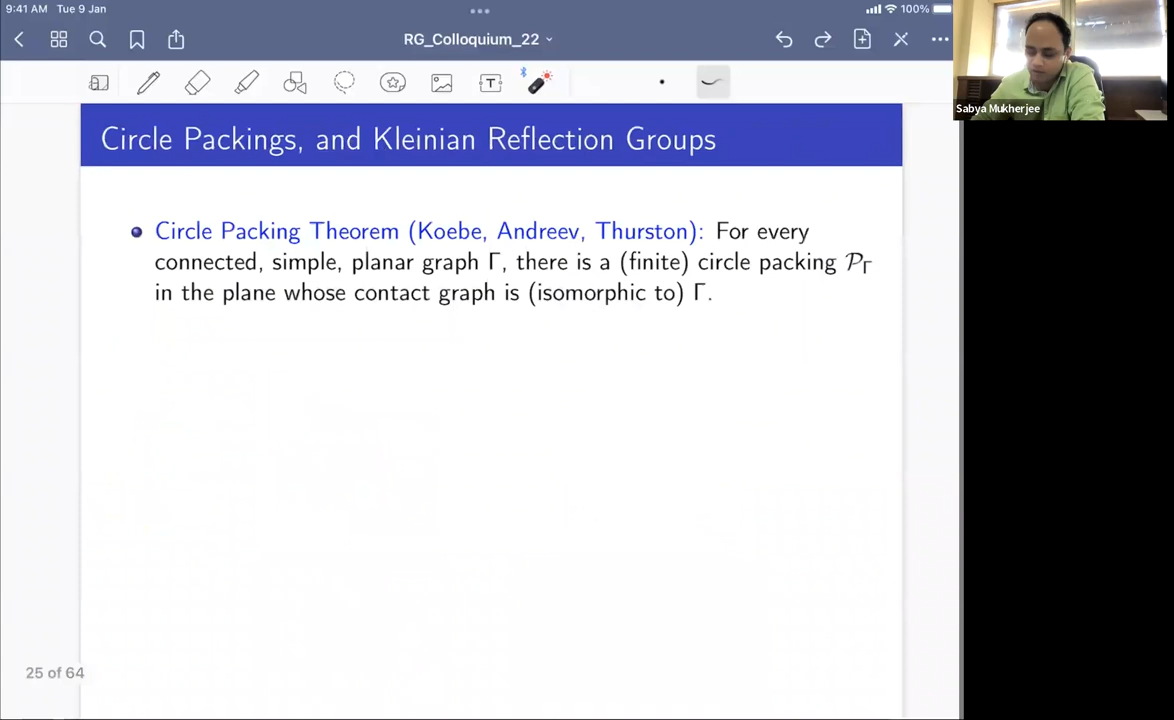 9:41 AM Tue 9 Jan
100%
RG_Colloquium_22
T
Sabya Mukherjee
Circle Packings, and Kleinian Reflection Groups
Circle Packing Theorem (Koebe, Andreev, Thurston): For every
connected, simple, planar graph Γ, there is a (finite) circle packing 𝒫_Γ
in the plane whose contact graph is (isomorphic to) Γ.
25 of 64